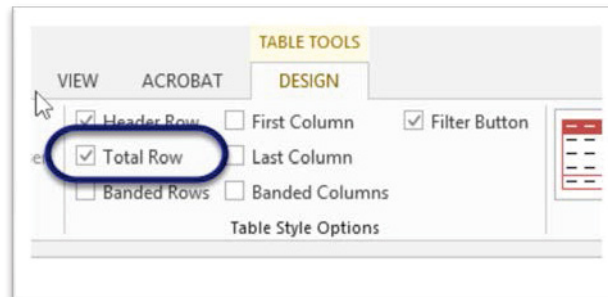 TABLE TOOLS
VIEW ACROBAT DESIGN
Header Row First Column Filter Button
Total Row Last Column
Banded Rows Banded Columns
Table Style Options